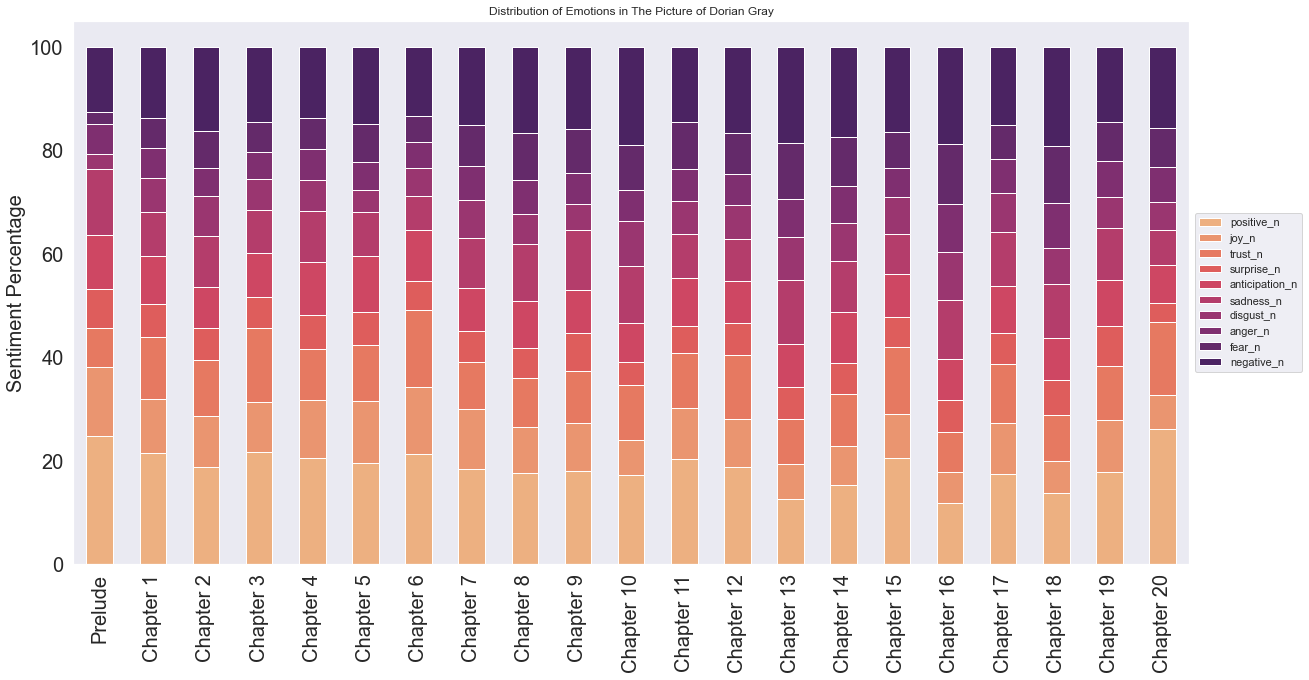 Distribution of Emotions in The Picture of Dorian Gray
Sentiment Percentage
100
80
60
40
20
0
Prelude
Chapter 1
Chapter 2
Chapter 3
Chapter 4
Chapter 5
Chapter 6
Chapter 7
Chapter 8
Chapter 9
Chapter 10
Chapter 11
Chapter 12
Chapter 13
Chapter 14
Chapter 15
Chapter 16
Chapter 17
Chapter 18
Chapter 19
Chapter 20
positive_n
joy_n
trust_n
surprise_n
anticipation_n
sadness_n
disgust_n
anger_n
fear_n
negative_n